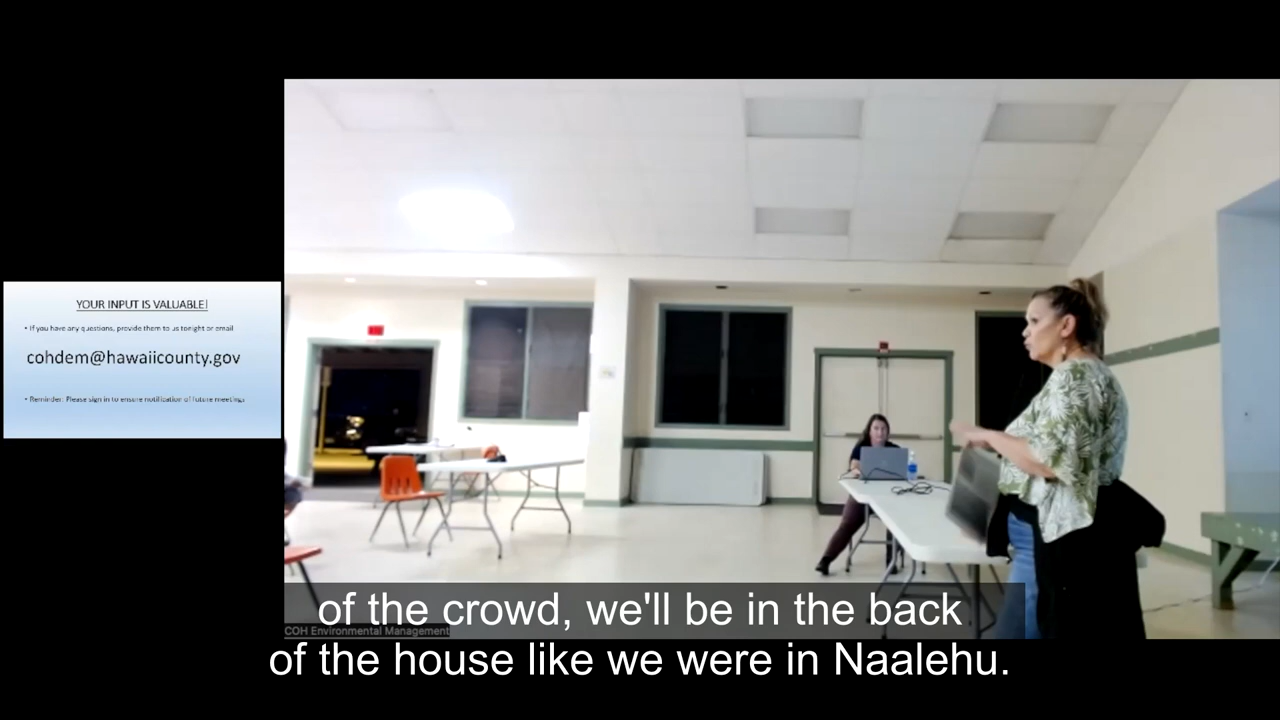 YOUR INPUT IS VALUABLE!
• If you have any questions, provide them to us tonight or email
cohdem@hawaiicounty.gov
• Reminder: Please sign in to ensure notification of future meetings
of the crowd, we'll be in the back
COH Environmental Management
of the house like we were in Naalehu.